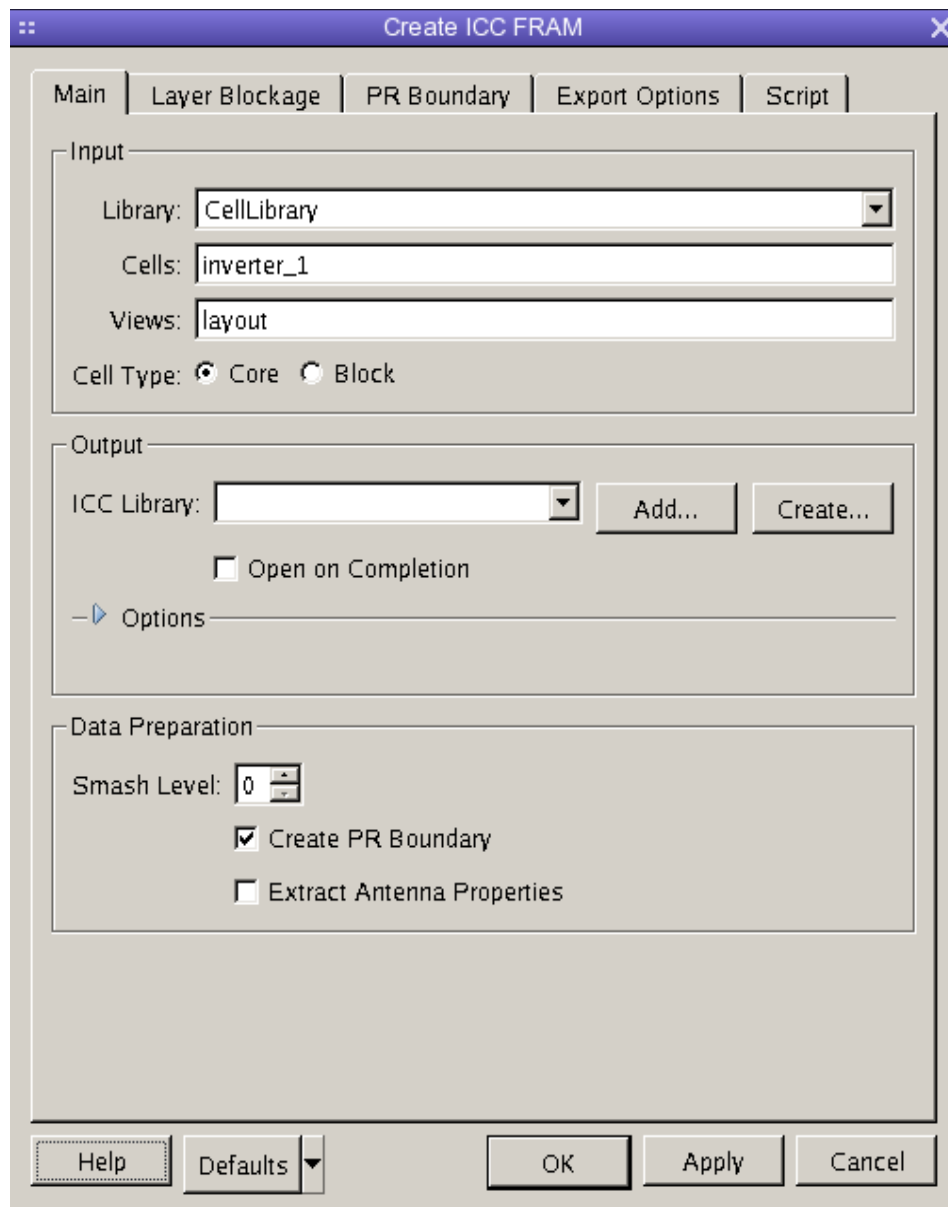 Create ICC FRAM
Main Layer Blockage PR Boundary Export Options Script
Input
Library: CellLibrary
Cells: inverter_1
Views: layout
Cell Type: Core Block
Output
ICC Library: Add... Create...
Open on Completion
Options
Data Preparation
Smash Level: 0
Create PR Boundary
Extract Antenna Properties
Help Defaults OK Apply Cancel